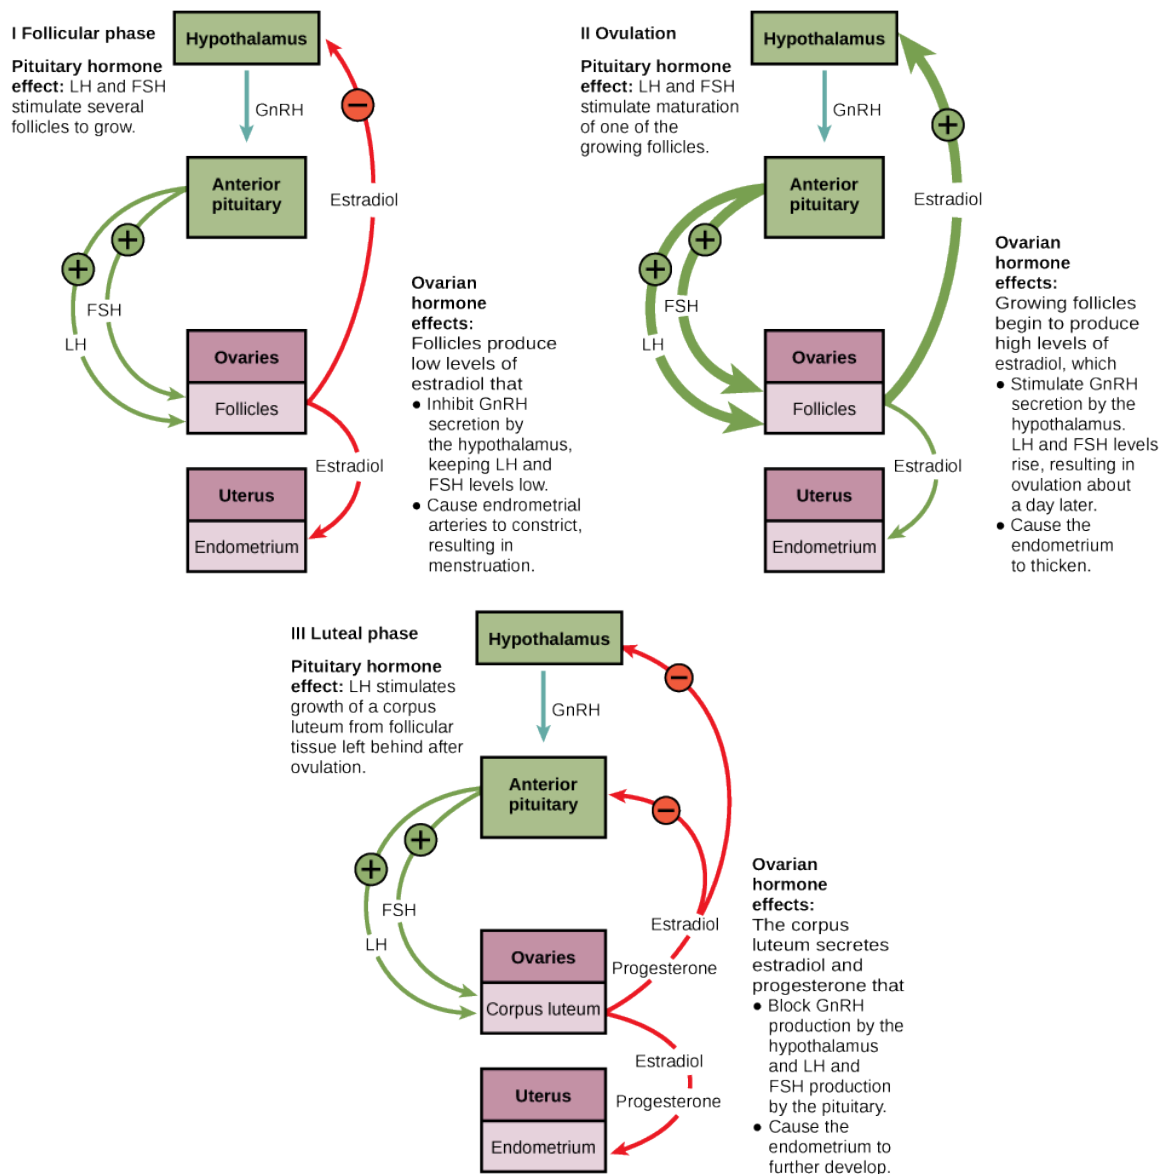 I Follicular phase
Pituitary hormone
effect: LH and FSH
stimulate several
follicles to grow.
Hypothalamus
GnRH
Anterior
pituitary
Estradiol
FSH
LH
Ovaries
Follicles
Estradiol
Uterus
Endometrium
Ovarian
hormone
effects:
Follicles produce
low levels of
estradiol that
● Inhibit GnRH
secretion by
the hypothalamus,
keeping LH and
FSH levels low.
● Cause endrometrial
arteries to constrict,
resulting in
menstruation.
II Ovulation
Pituitary hormone
effect: LH and FSH
stimulate maturation
of one of the
growing follicles.
Hypothalamus
GnRH
Anterior
pituitary
Estradiol
FSH
LH
Ovaries
Follicles
Estradiol
Uterus
Endometrium
Ovarian
hormone
effects:
Growing follicles
begin to produce
high levels of
estradiol, which
● Stimulate GnRH
secretion by the
hypothalamus.
LH and FSH levels
rise, resulting in
ovulation about
a day later.
● Cause the
endometrium
to thicken.
III Luteal phase
Pituitary hormone
effect: LH stimulates
growth of a corpus
luteum from follicular
tissue left behind after
ovulation.
Hypothalamus
GnRH
Anterior
pituitary
FSH
LH
Estradiol
Progesterone
Ovaries
Corpus luteum
Estradiol
Progesterone
Uterus
Endometrium
Ovarian
hormone
effects:
The corpus
luteum secretes
estradiol and
progesterone that
● Block GnRH
production by the
hypothalamus
and LH and
FSH production
by the pituitary.
● Cause the
endometrium to
further develop.